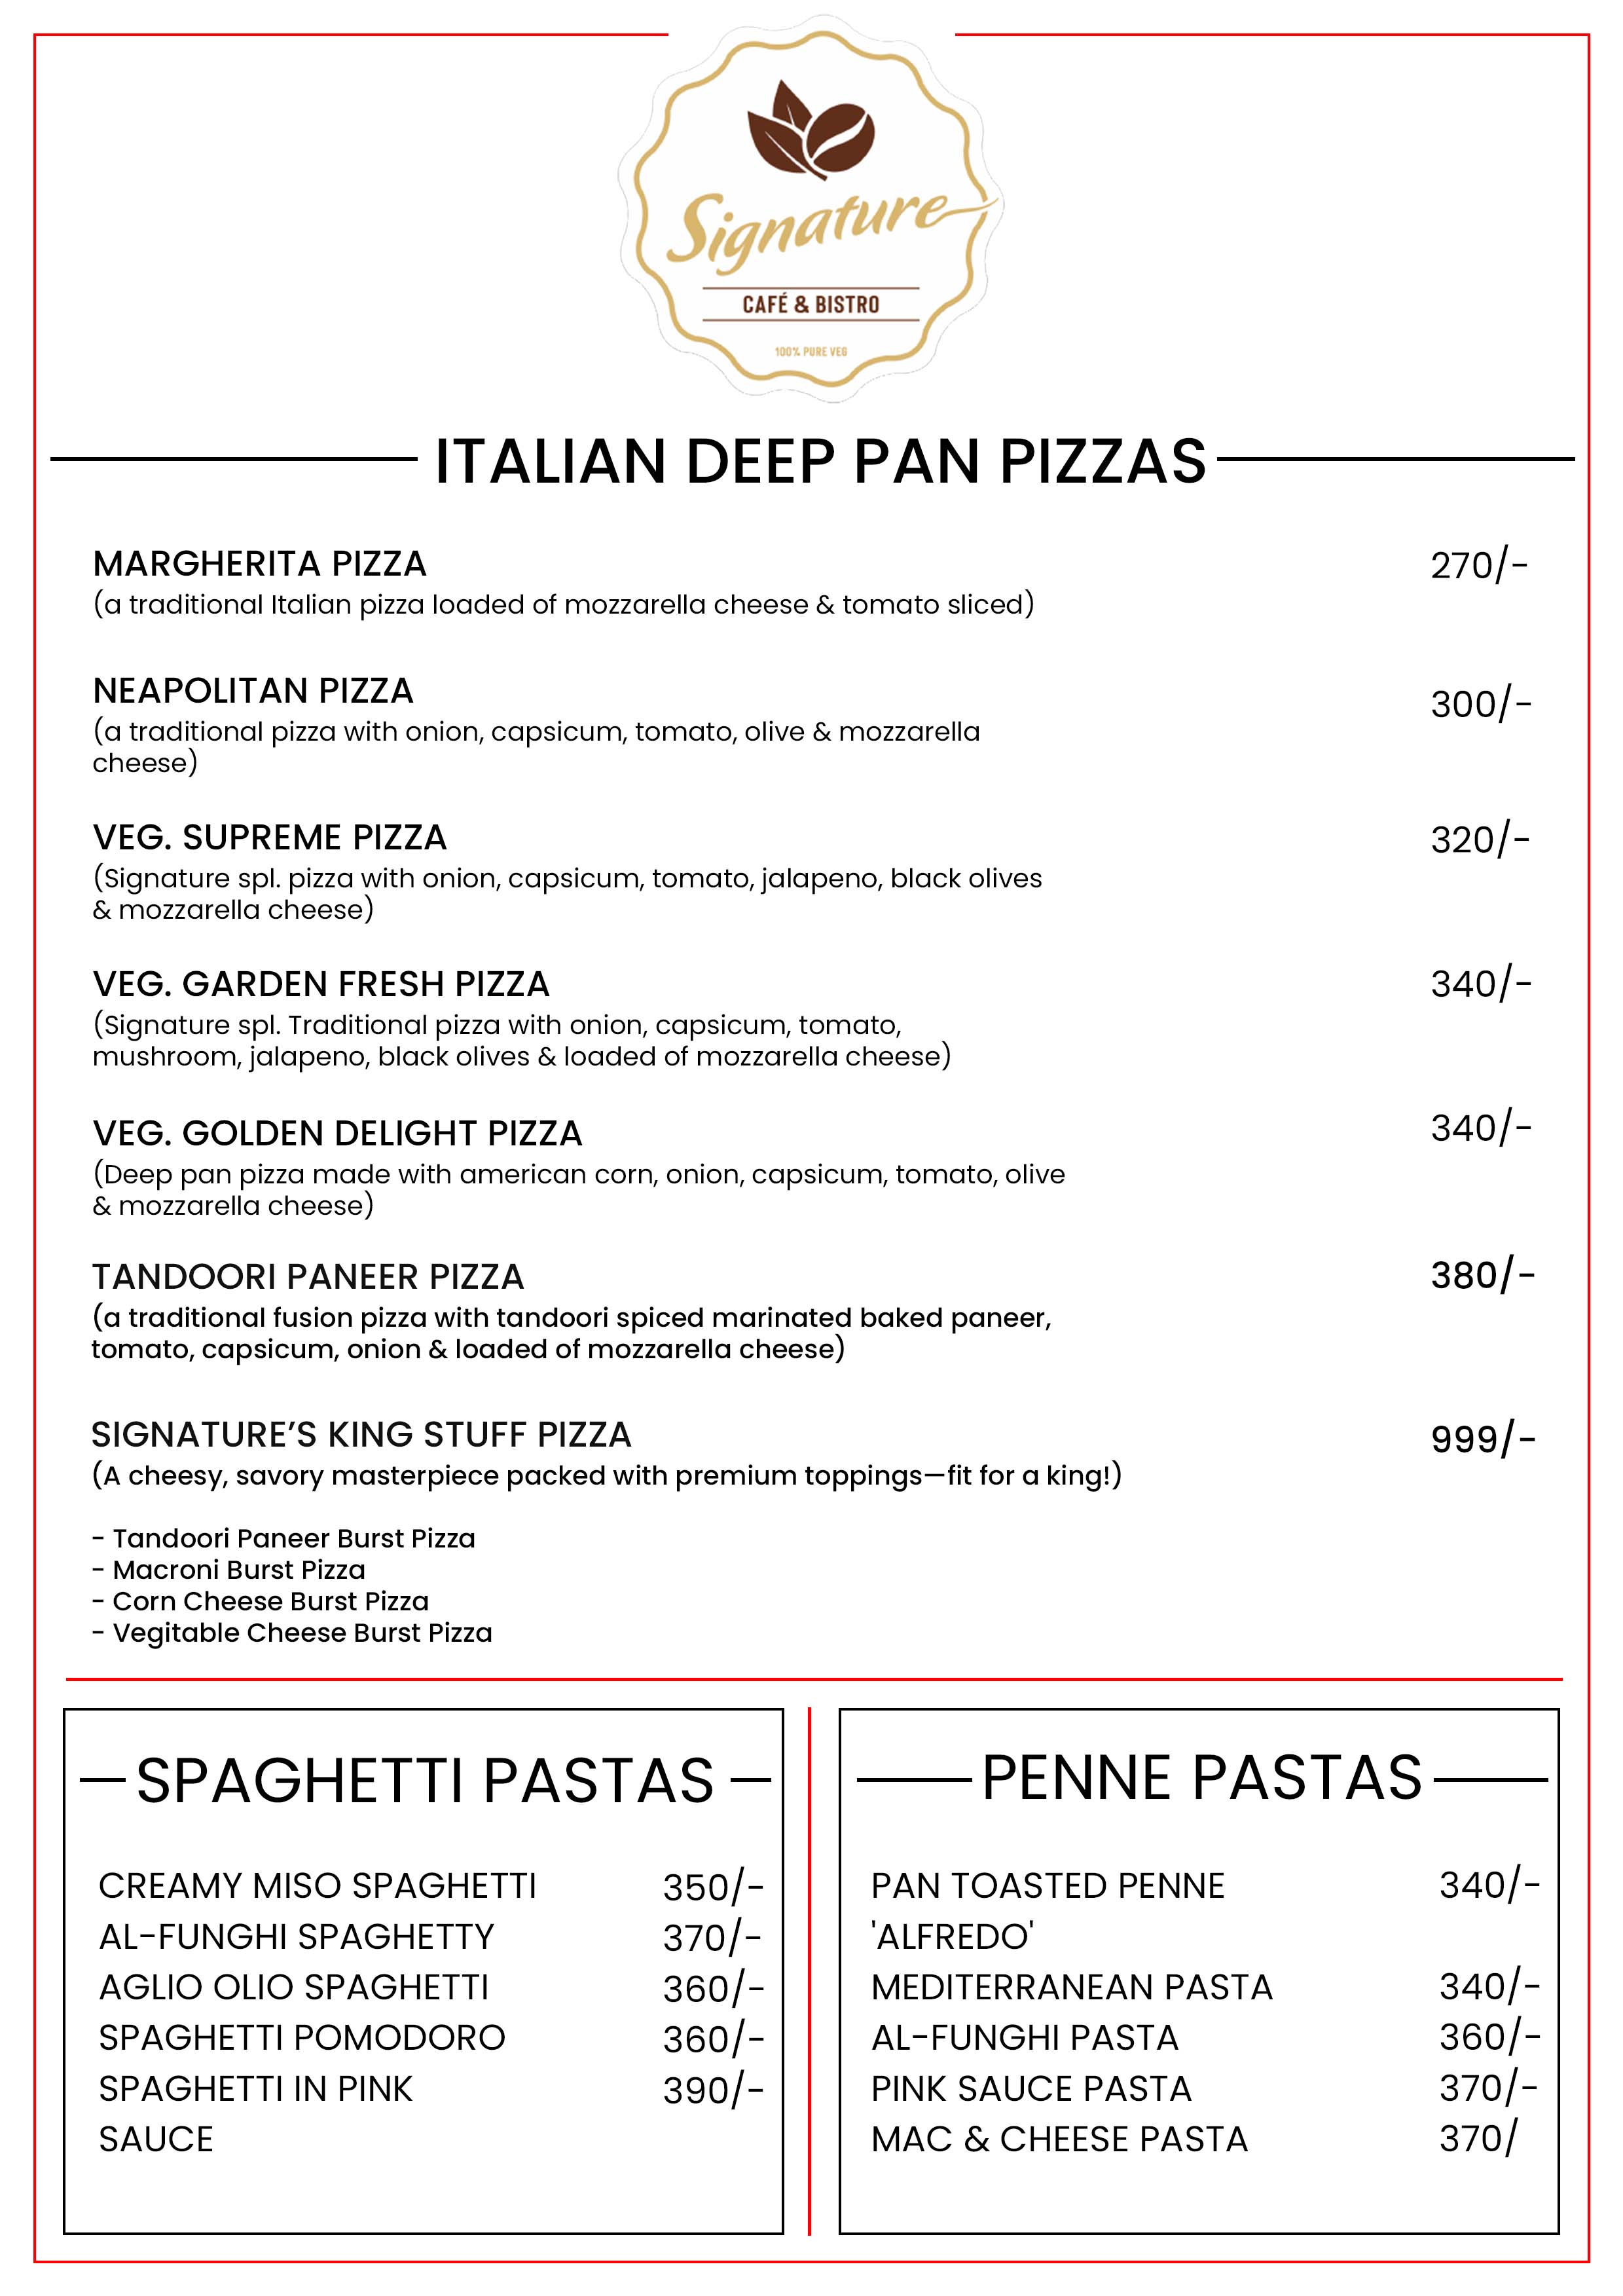 Signature
CAFÉ & BISTRO
100% PURE VEG
ITALIAN DEEP PAN PIZZAS
MARGHERITA PIZZA 270/-
(a traditional Italian pizza loaded of mozzarella cheese & tomato sliced)
NEAPOLITAN PIZZA 300/-
(a traditional pizza with onion, capsicum, tomato, olive & mozzarella
cheese)
VEG. SUPREME PIZZA 320/-
(Signature spl. pizza with onion, capsicum, tomato, jalapeno, black olives
& mozzarella cheese)
VEG. GARDEN FRESH PIZZA 340/-
(Signature spl. Traditional pizza with onion, capsicum, tomato,
mushroom, jalapeno, black olives & loaded of mozzarella cheese)
VEG. GOLDEN DELIGHT PIZZA 340/-
(Deep pan pizza made with american corn, onion, capsicum, tomato, olive
& mozzarella cheese)
TANDOORI PANEER PIZZA 380/-
(a traditional fusion pizza with tandoori spiced marinated baked paneer,
tomato, capsicum, onion & loaded of mozzarella cheese)
SIGNATURE’S KING STUFF PIZZA 999/-
(A cheesy, savory masterpiece packed with premium toppings—fit for a king!)
- Tandoori Paneer Burst Pizza
- Macroni Burst Pizza
- Corn Cheese Burst Pizza
- Vegitable Cheese Burst Pizza
SPAGHETTI PASTAS
CREAMY MISO SPAGHETTI 350/-
AL-FUNGHI SPAGHETTY 370/-
AGLIO OLIO SPAGHETTI 360/-
SPAGHETTI POMODORO 360/-
SPAGHETTI IN PINK 390/-
SAUCE
PENNE PASTAS
PAN TOASTED PENNE 340/-
'ALFREDO'
MEDITERRANEAN PASTA 340/-
AL-FUNGHI PASTA 360/-
PINK SAUCE PASTA 370/-
MAC & CHEESE PASTA 370/